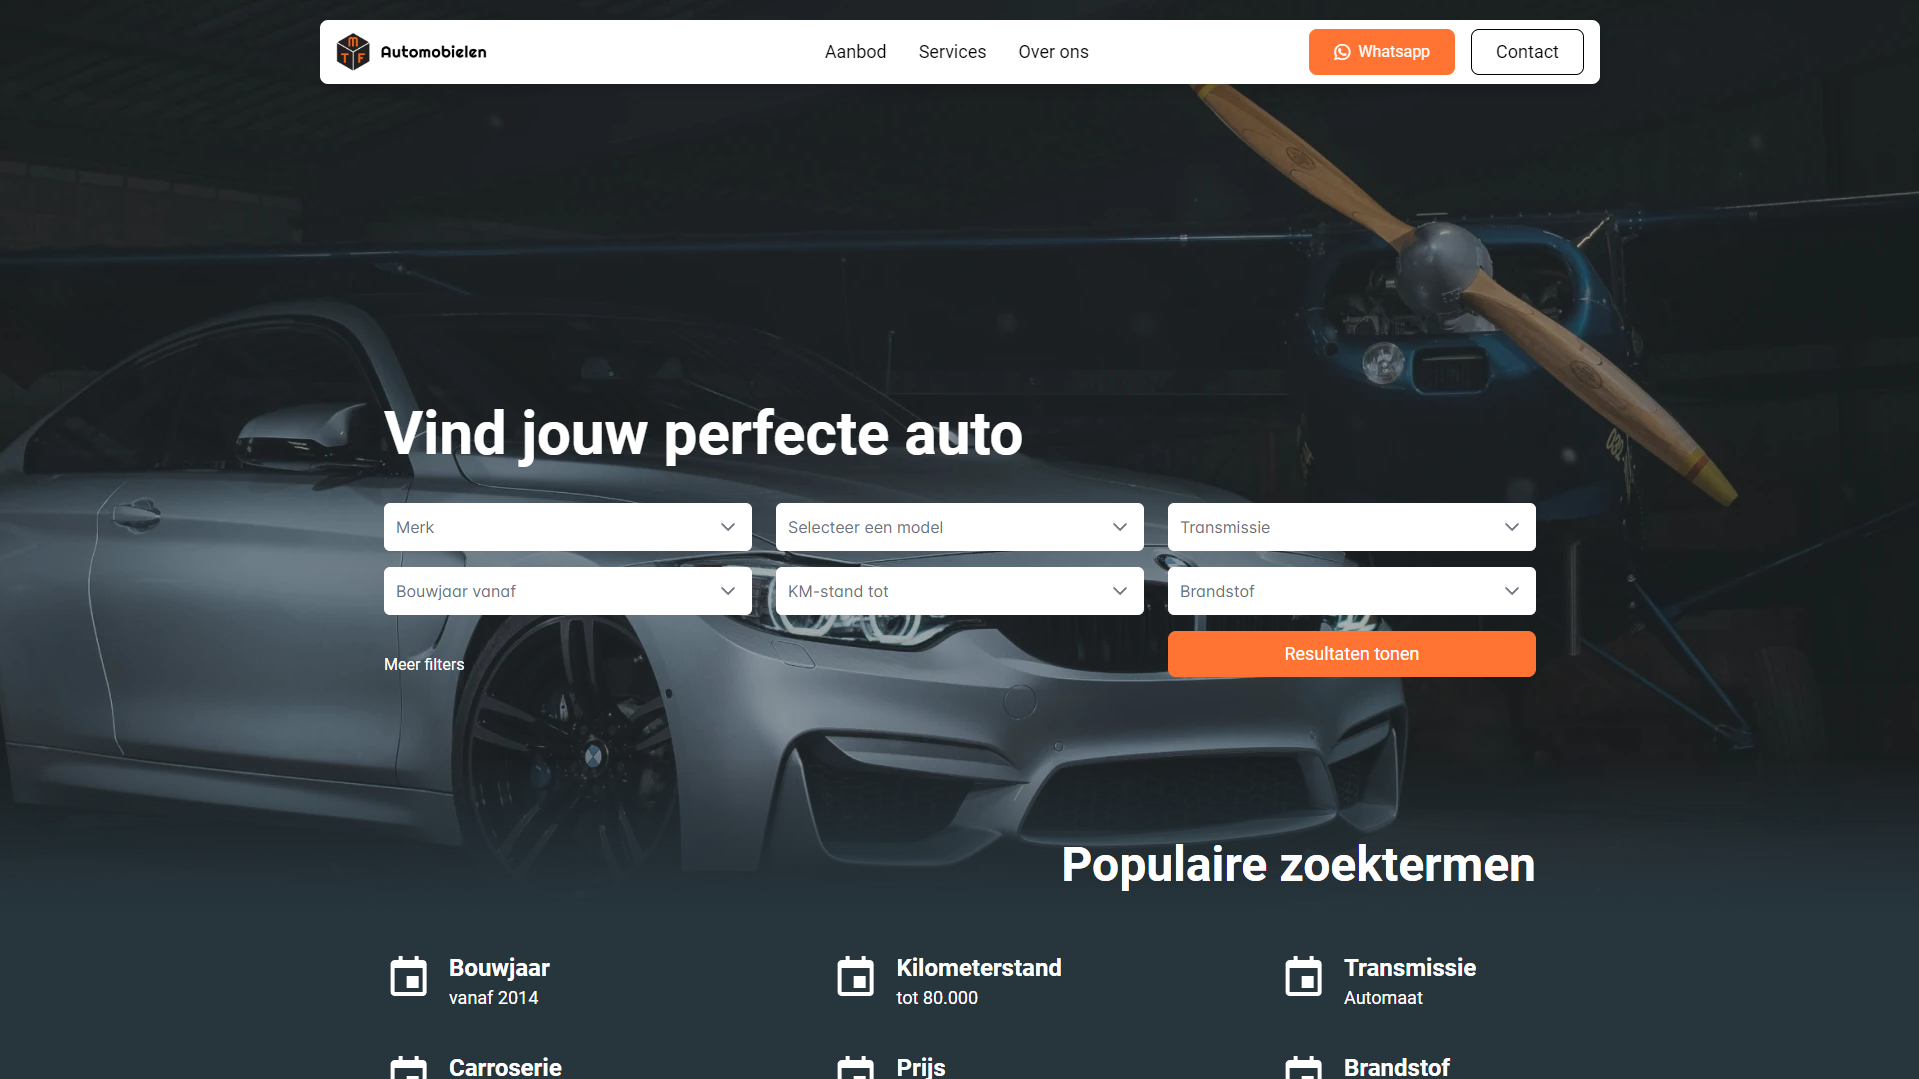 MTF Automobielen
Aanbod
Services
Over ons
Whatsapp
Contact
Vind jouw perfecte auto
Merk
Selecteer een model
Transmissie
Bouwjaar vanaf
KM-stand tot
Brandstof
Meer filters
Resultaten tonen
Populaire zoektermen
Bouwjaar
vanaf 2014
Kilometerstand
tot 80.000
Transmissie
Automaat
Carroserie
Prijs
Brandstof